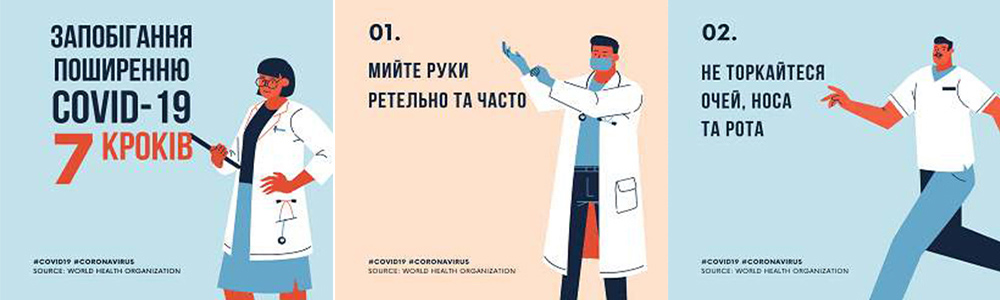 ЗАПОБІГАННЯ
ПОШИРЕННЮ
COVID-19
7 КРОКІВ
#COVID19 #CORONAVIRUS
SOURCE: WORLD HEALTH ORGANIZATION
01.
МИЙТЕ РУКИ
РЕТЕЛЬНО ТА ЧАСТО
#COVID19 #CORONAVIRUS
SOURCE: WORLD HEALTH ORGANIZATION
02.
НЕ ТОРКАЙТЕСЯ
ОЧЕЙ, НОСА
ТА РОТА
#COVID19 #CORONAVIRUS
SOURCE: WORLD HEALTH ORGANIZATION